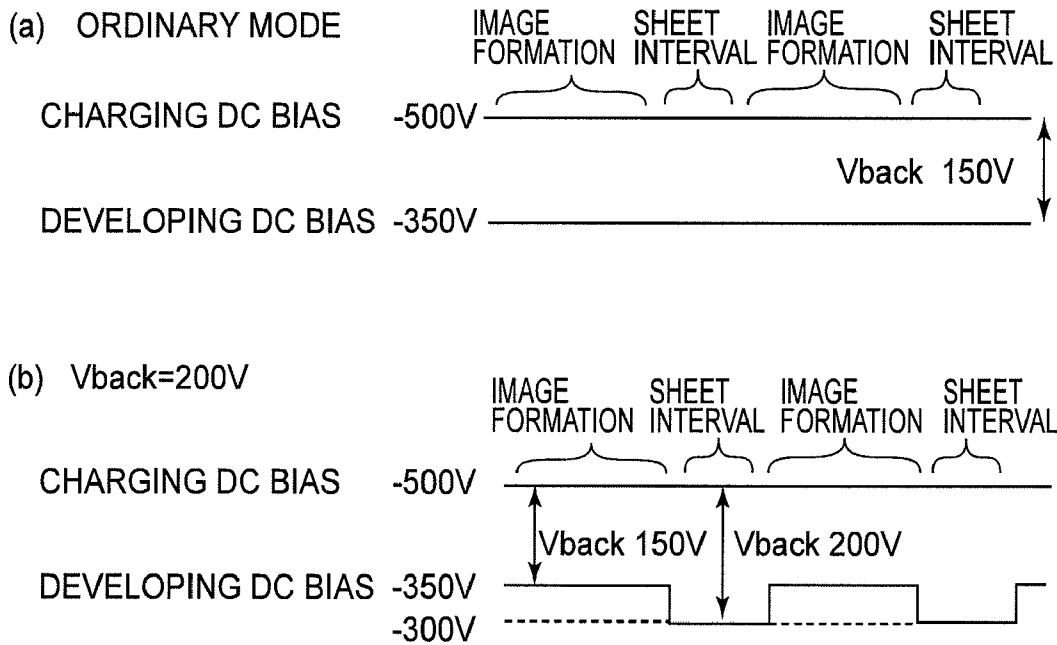 (a) ORDINARY MODE
IMAGE FORMATION
SHEET INTERVAL
IMAGE FORMATION
SHEET INTERVAL
CHARGING DC BIAS -500V
Vback 150V
DEVELOPING DC BIAS -350V
(b) Vback=200V
IMAGE FORMATION
SHEET INTERVAL
IMAGE FORMATION
SHEET INTERVAL
CHARGING DC BIAS -500V
Vback 150V
Vback 200V
DEVELOPING DC BIAS -350V
-300V